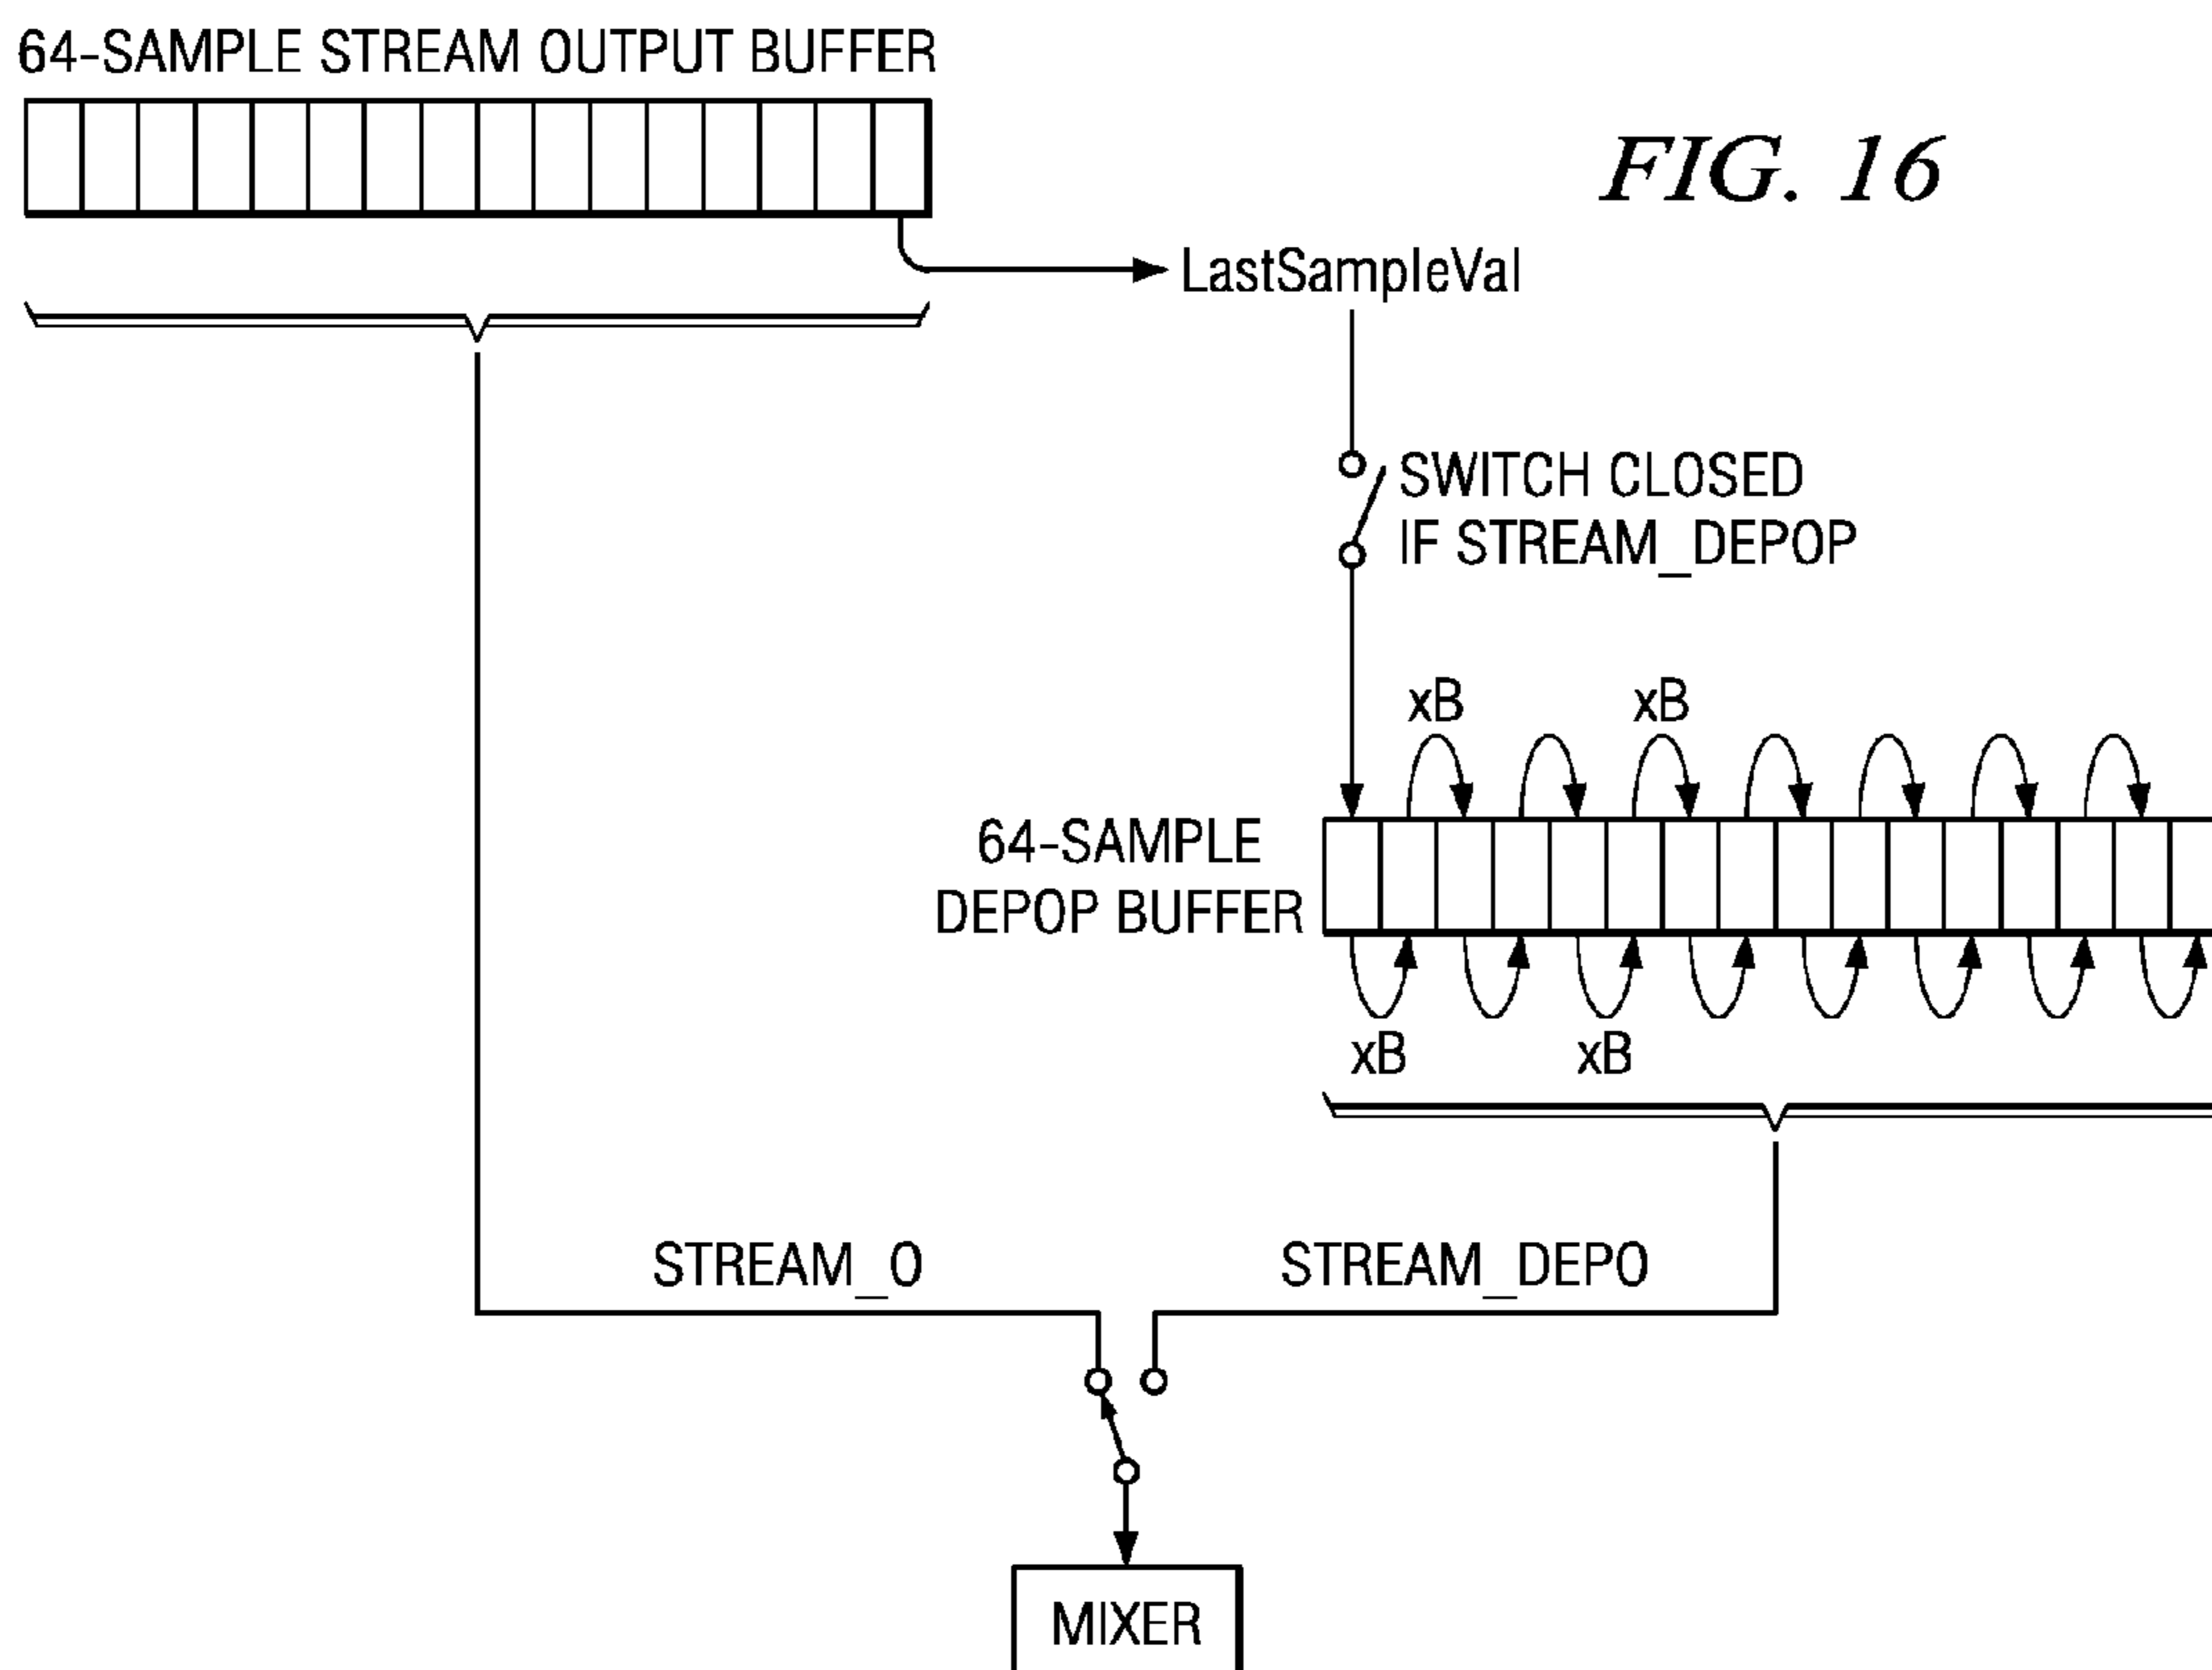 64-SAMPLE STREAM OUTPUT BUFFER
FIG. 16
LastSampleVal
SWITCH CLOSED
IF STREAM_DEPOP
xB xB
64-SAMPLE
DEPOP BUFFER
xB xB
STREAM_O STREAM_DEPO
MIXER